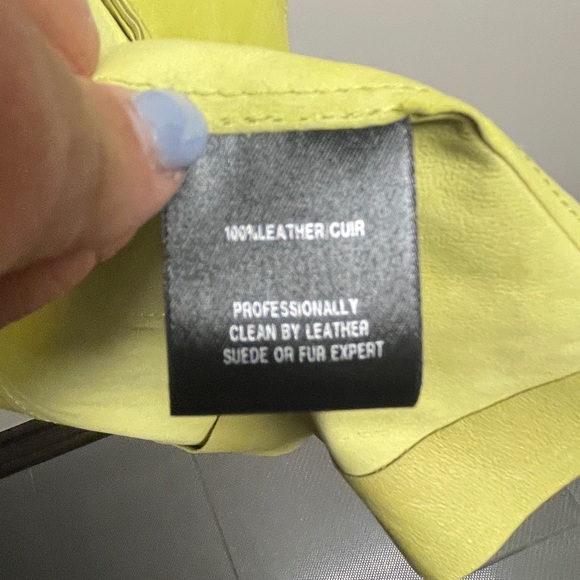 100%LEATHER/CUIR
PROFESSIONALLY
CLEAN BY LEATHER
SUEDE OR FUR EXPERT